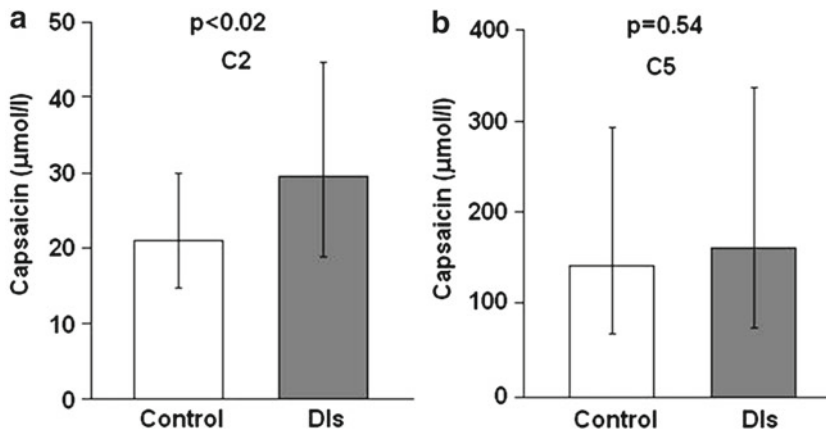 a
p<0.02
C2
Capsaicin (μmol/l)
50
40
30
20
10
0
Control DIs
b
p=0.54
C5
Capsaicin (μmol/l)
400
300
200
100
0
Control DIs